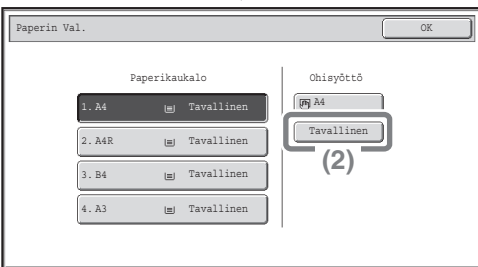 Paperin Val.
OK
Paperikaukalo
Ohisyöttö
1. A4 Tavallinen
A4
2. A4R Tavallinen
Tavallinen
(2)
3. B4 Tavallinen
4. A3 Tavallinen